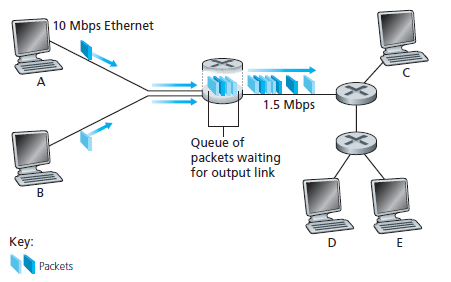 10 Mbps Ethernet
A
C
1.5 Mbps
Queue of
packets waiting
for output link
B
D
E
Key:
Packets